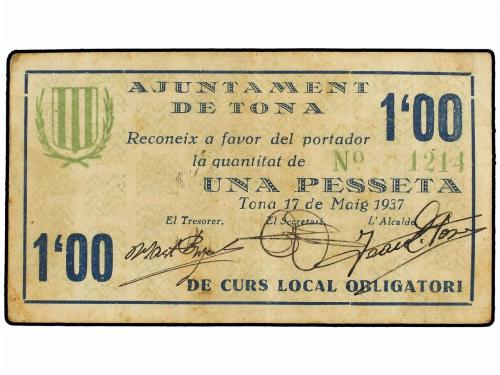 AJUNTAMENT
DE TONA
1'00
Reconeix a favor del portador
la quantitat de
Nº 1214
UNA PESSETA
Tona 17 de Maig 1937
El Tresorer, El Secretari, L'Alcalde
1'00
DE CURS LOCAL OBLIGATORI